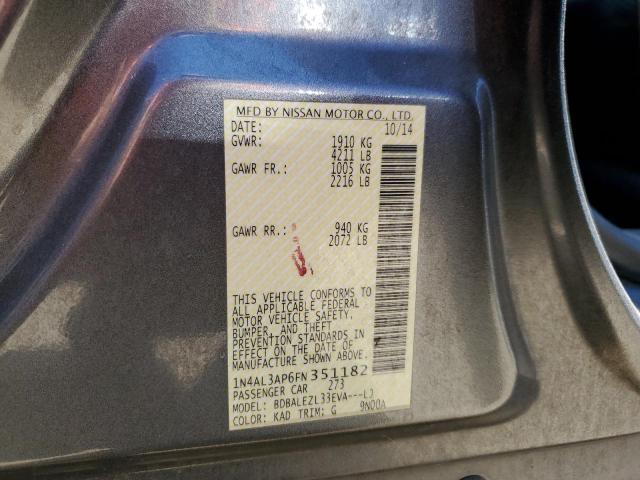 MFD BY NISSAN MOTOR CO., LTD.
DATE: 10/14
GVWR: 1910 KG
4211 LB
GAWR FR.: 1005 KG
2216 LB
GAWR RR.: 940 KG
2072 LB
THIS VEHICLE CONFORMS TO
ALL APPLICABLE FEDERAL
MOTOR VEHICLE SAFETY,
BUMPER, AND THEFT
PREVENTION STANDARDS IN
EFFECT ON THE DATE OF
MANUFACTURE SHOWN ABOVE.
1N4AL3AP6FN351182
PASSENGER CAR 273
MODEL: BDBALEZL33EVA---LJ
COLOR: KAD TRIM: G 9N00A